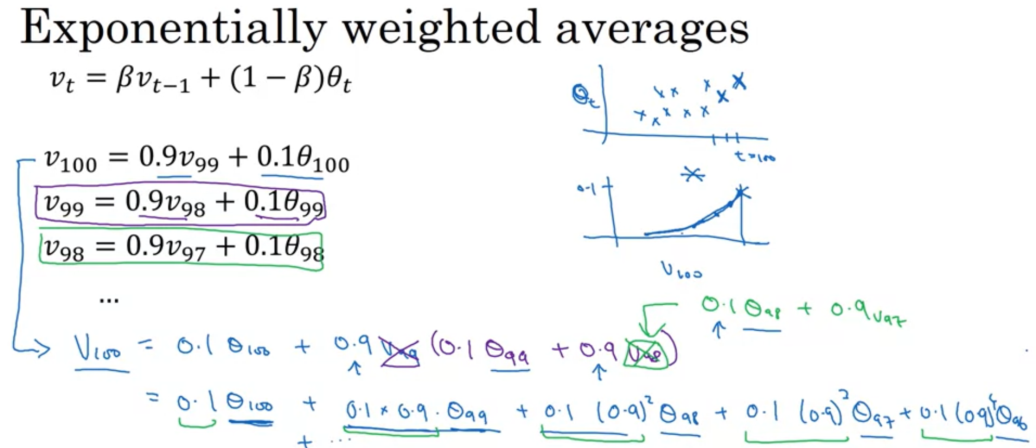 Exponentially weighted averages
v_t = βv_{t−1} + (1 − β)θ_t
v_100 = 0.9v_99 + 0.1θ_100
v_99 = 0.9v_98 + 0.1θ_99
v_98 = 0.9v_97 + 0.1θ_98
...
θ_t
t=100
0.1
V_100
0.1 θ_98 + 0.9 v_97
V_100 = 0.1 θ_100 + 0.9 v_99 (0.1 θ_99 + 0.9 v_98)
= 0.1 θ_100 + 0.1 × 0.9 · θ_99 + 0.1 (0.9)² θ_98 + 0.1 (0.9)³ θ_97 + 0.1 (0.9)⁴ θ_96
+ ...